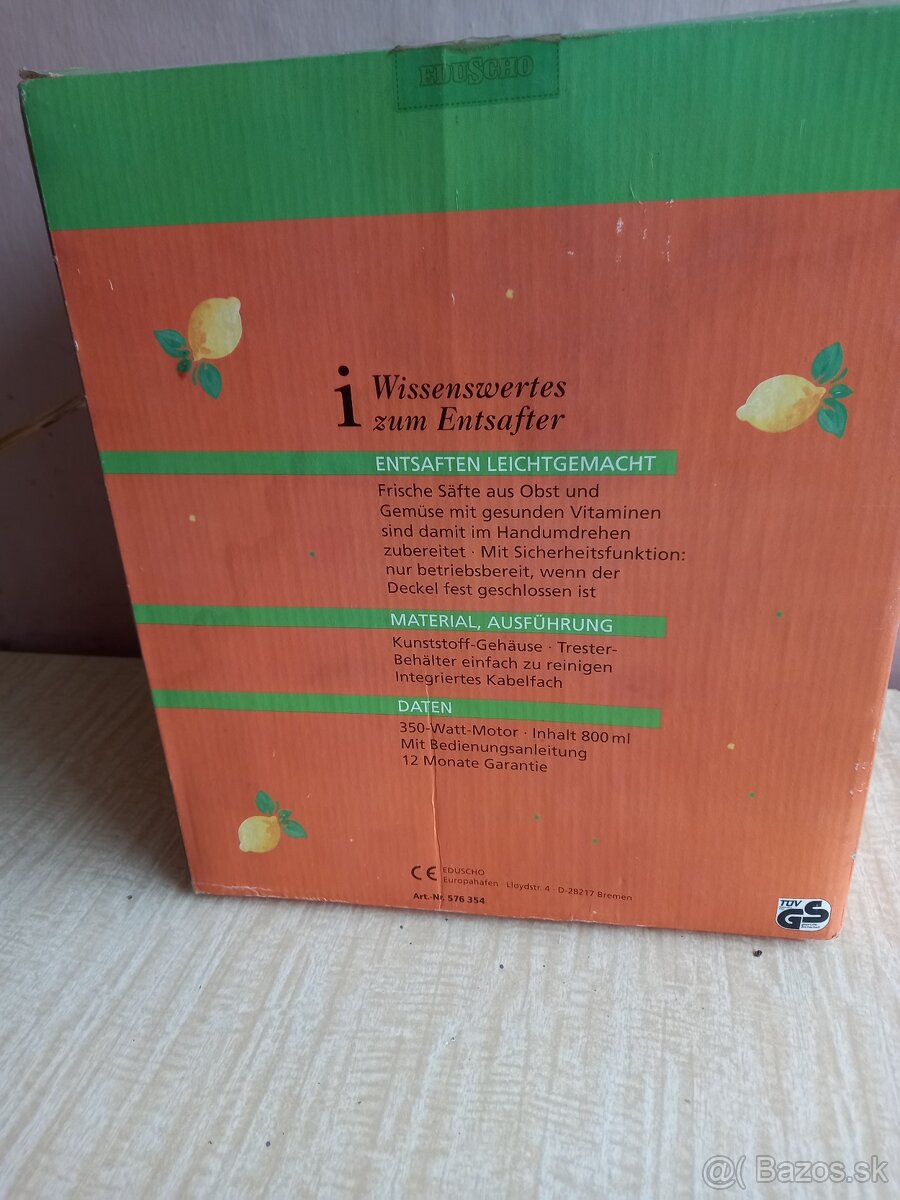 EDUSCHO
i Wissenswertes
zum Entsafter
ENTSAFTEN LEICHTGEMACHT
Frische Säfte aus Obst und
Gemüse mit gesunden Vitaminen
sind damit im Handumdrehen
zubereitet · Mit Sicherheitsfunktion:
nur betriebsbereit, wenn der
Deckel fest geschlossen ist
MATERIAL, AUSFÜHRUNG
Kunststoff-Gehäuse · Trester-
Behälter einfach zu reinigen
Integriertes Kabelfach
DATEN
350-Watt-Motor · Inhalt 800 ml
Mit Bedienungsanleitung
12 Monate Garantie
CE EDUSCHO
Europahafen Lloydstr. 4 · D-28217 Bremen
Art.-Nr. 576 354
TÜV
GS
@( Bazos.sk